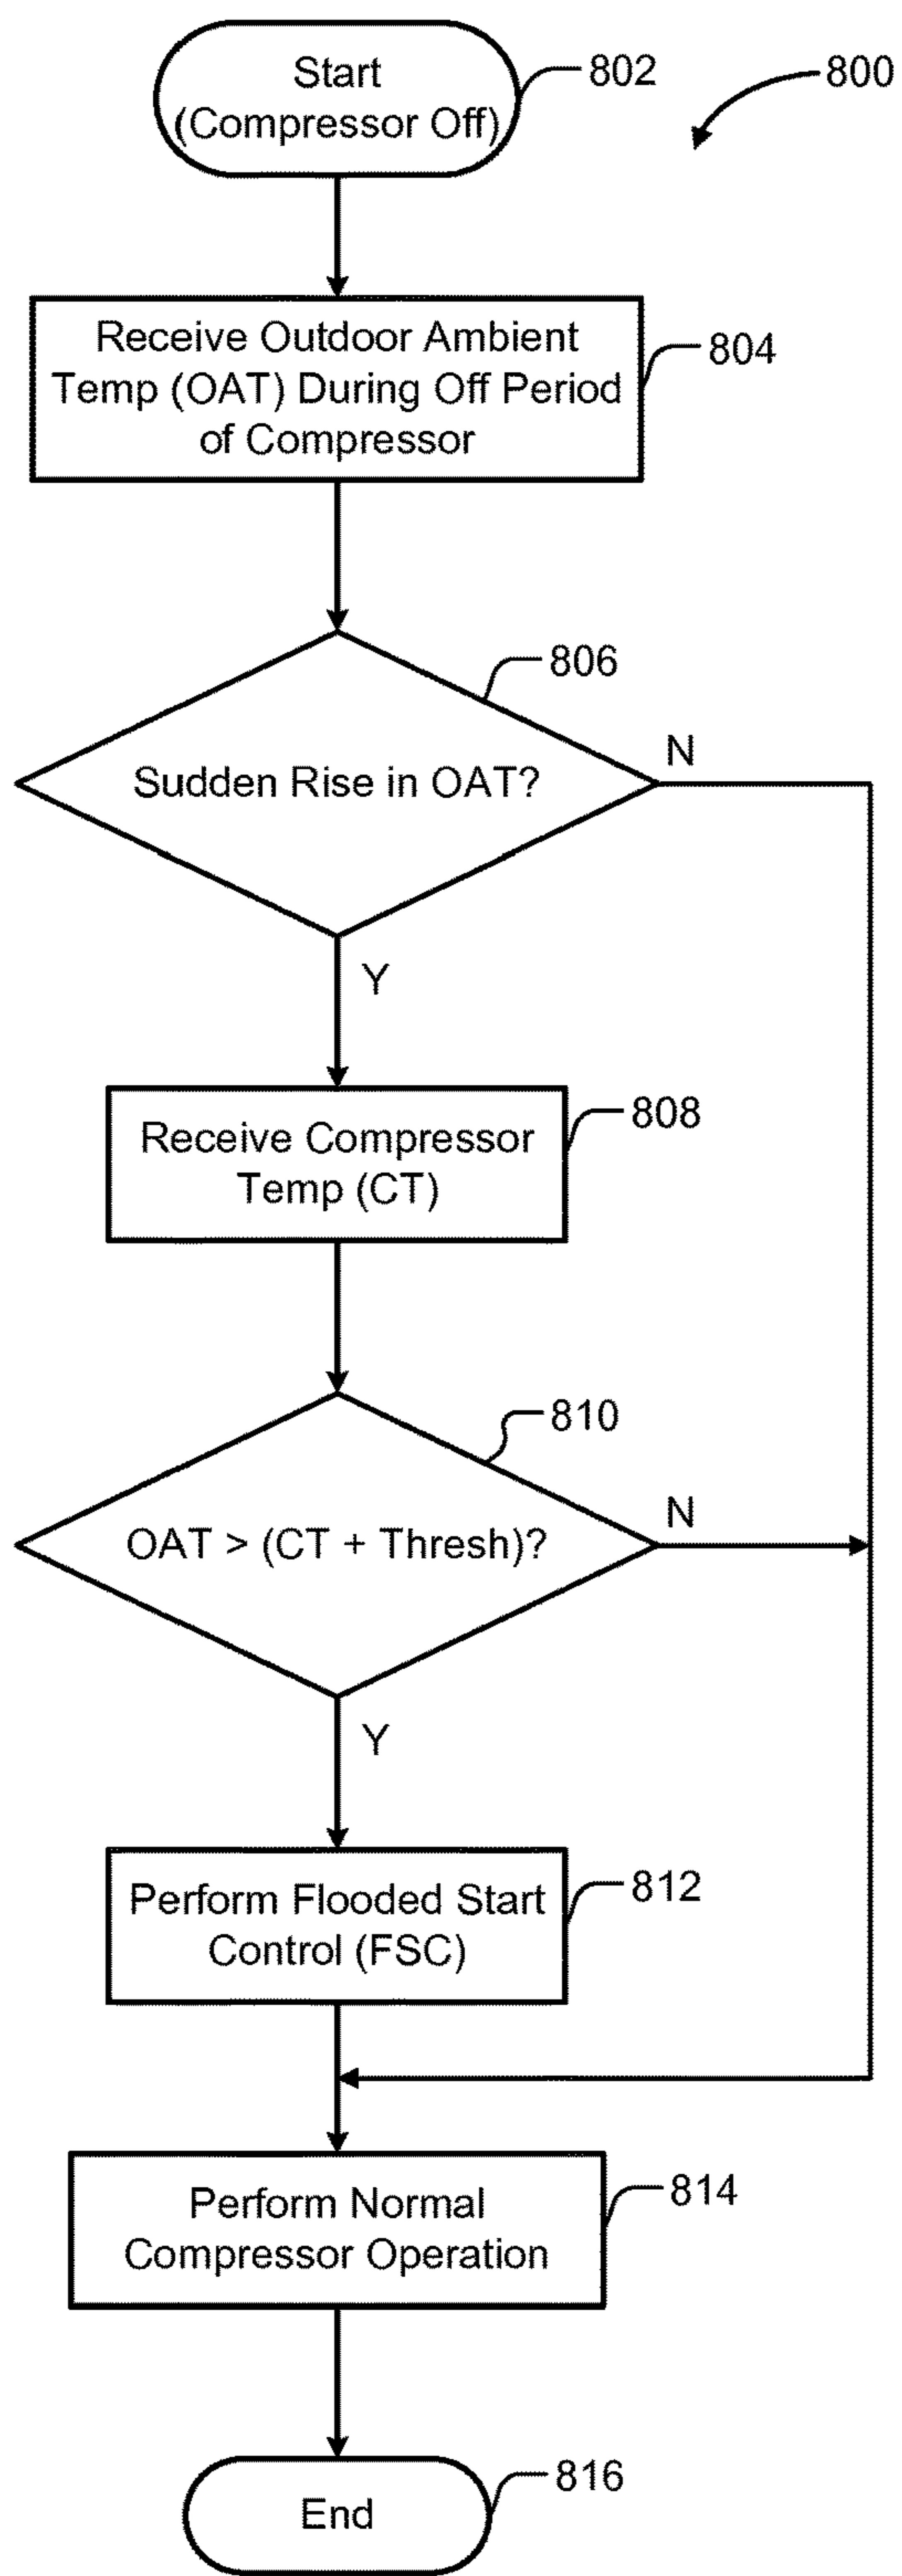 Start
(Compressor Off)
802
800
Receive Outdoor Ambient
Temp (OAT) During Off Period
of Compressor
804
806
Sudden Rise in OAT?
N
Y
Receive Compressor
Temp (CT)
808
810
OAT > (CT + Thresh)?
N
Y
Perform Flooded Start
Control (FSC)
812
Perform Normal
Compressor Operation
814
End
816